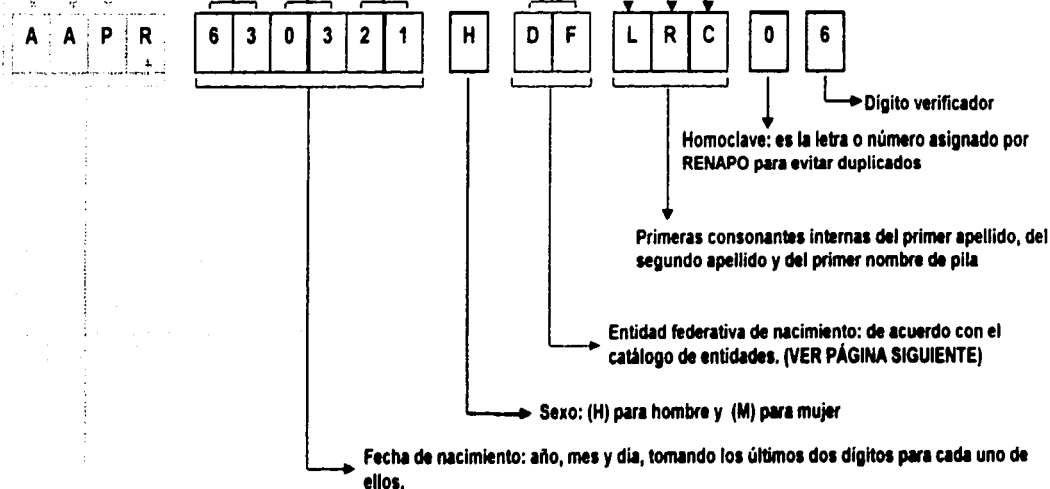 A A P R 6 3 0 3 2 1 H D F L R C 0 6
Dígito verificador
Homoclave: es la letra o número asignado por
RENAPO para evitar duplicados
Primeras consonantes internas del primer apellido, del
segundo apellido y del primer nombre de pila
Entidad federativa de nacimiento: de acuerdo con el
catálogo de entidades. (VER PÁGINA SIGUIENTE)
Sexo: (H) para hombre y (M) para mujer
Fecha de nacimiento: año, mes y día, tomando los últimos dos dígitos para cada uno de
ellos.